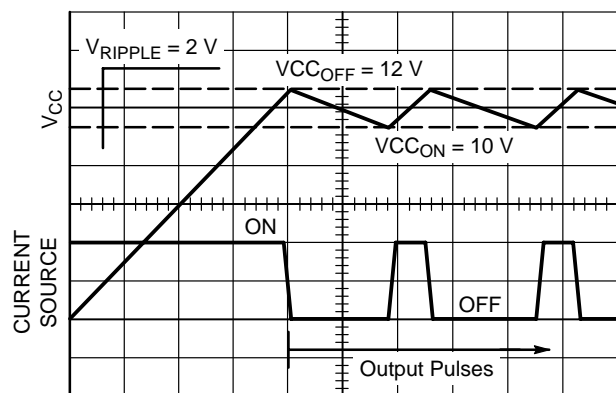 V_RIPPLE = 2 V
VCC_OFF = 12 V
V_CC
VCC_ON = 10 V
ON
CURRENT
SOURCE
OFF
Output Pulses